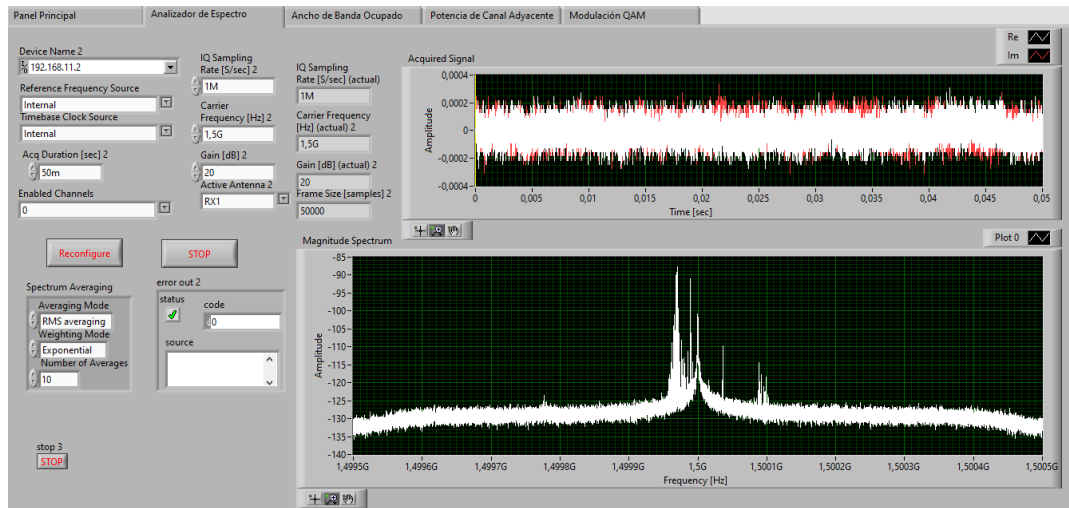 Panel Principal
Analizador de Espectro
Ancho de Banda Ocupado
Potencia de Canal Adyacente
Modulación QAM
Device Name 2
192.168.11.2
Reference Frequency Source
Internal
Timebase Clock Source
Internal
Acq Duration [sec] 2
50m
Enabled Channels
0
IQ Sampling
Rate [S/sec] 2
1M
Carrier
Frequency [Hz] 2
1,5G
Gain [dB] 2
20
Active Antenna 2
RX1
IQ Sampling
Rate [S/sec] (actual)
1M
Carrier Frequency
[Hz] (actual) 2
1,5G
Gain [dB] (actual) 2
20
Frame Size [samples] 2
50000
Reconfigure
STOP
Spectrum Averaging
Averaging Mode
RMS averaging
Weighting Mode
Exponential
Number of Averages
10
error out 2
status
code
d0
source
stop 3
STOP
Acquired Signal
Re
Im
Amplitude
0,0004
0,0002
0
-0,0002
-0,0004
0 0,005 0,01 0,015 0,02 0,025 0,03 0,035 0,04 0,045 0,05
Time [sec]
Magnitude Spectrum
Plot 0
Amplitude
-85
-90
-95
-100
-105
-110
-115
-120
-125
-130
-135
-140
1,4995G 1,4996G 1,4997G 1,4998G 1,4999G 1,5G 1,5001G 1,5002G 1,5003G 1,5004G 1,5005G
Frequency [Hz]